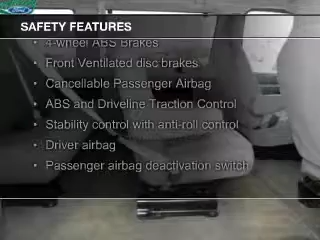 Ford
SAFETY FEATURES
• 4-wheel ABS Brakes
• Front Ventilated disc brakes
• Cancellable Passenger Airbag
• ABS and Driveline Traction Control
• Stability control with anti-roll control
• Driver airbag
• Passenger airbag deactivation switch